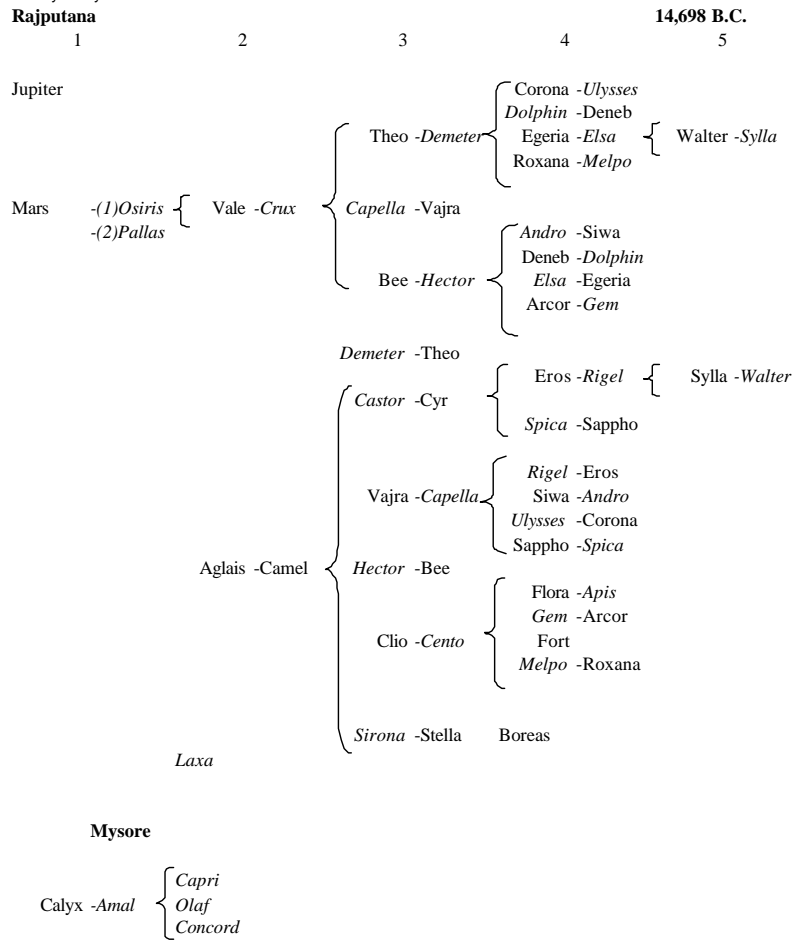 Rajputana 14,698 B.C.
1 2 3 4 5
Jupiter Corona -Ulysses
Dolphin -Deneb
Theo -Demeter Egeria -Elsa Walter -Sylla
Roxana -Melpo
Mars -(1)Osiris Vale -Crux Capella -Vajra
-(2)Pallas
Andro -Siwa
Deneb -Dolphin
Bee -Hector Elsa -Egeria
Arcor -Gem
Demeter -Theo
Eros -Rigel Sylla -Walter
Castor -Cyr
Spica -Sappho
Rigel -Eros
Vajra -Capella Siwa -Andro
Ulysses -Corona
Sappho -Spica
Aglais -Camel Hector -Bee
Flora -Apis
Gem -Arcor
Clio -Cento Fort
Melpo -Roxana
Sirona -Stella Boreas
Laxa
Mysore
Capri
Calyx -Amal Olaf
Concord